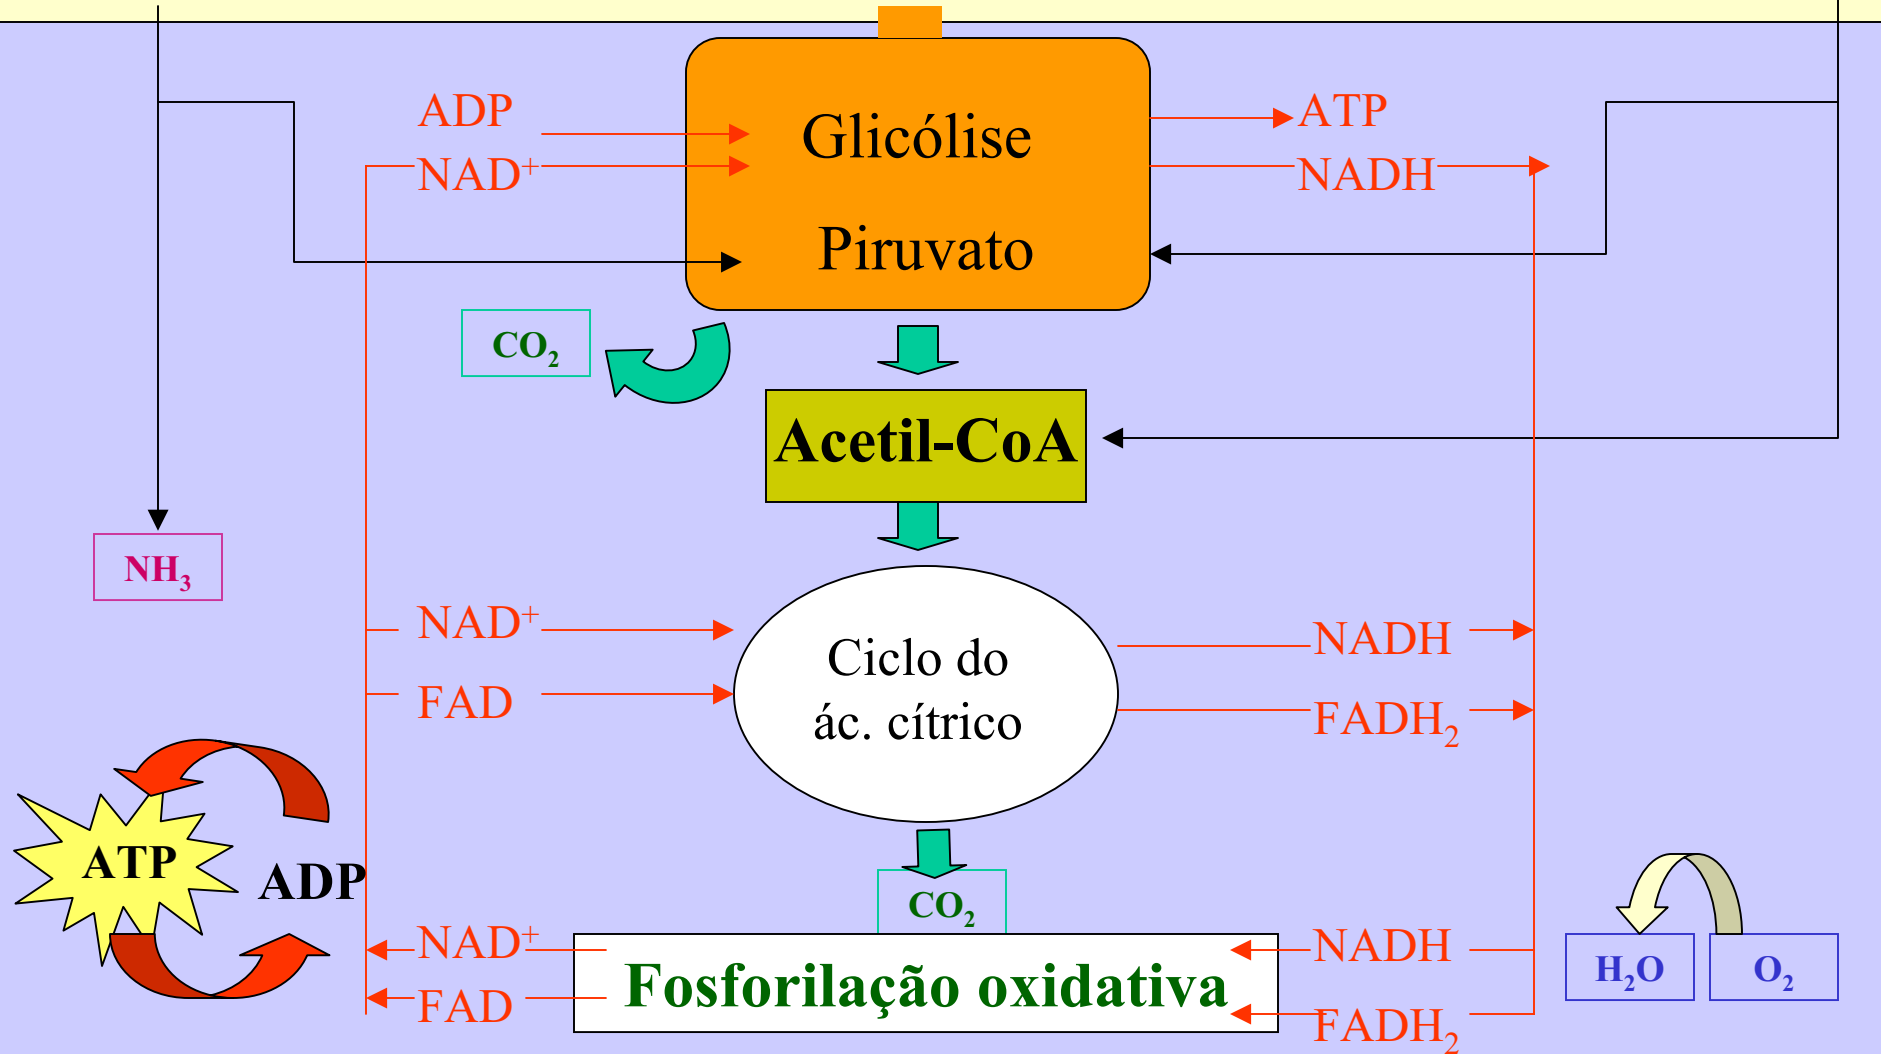 ADP
Glicólise
ATP
NAD⁺
NADH
Piruvato
CO₂
Acetil-CoA
NH₃
NAD⁺
Ciclo do
NADH
FAD
ác. cítrico
FADH₂
ATP
ADP
CO₂
NAD⁺
NADH
Fosforilação oxidativa
H₂O
O₂
FAD
FADH₂